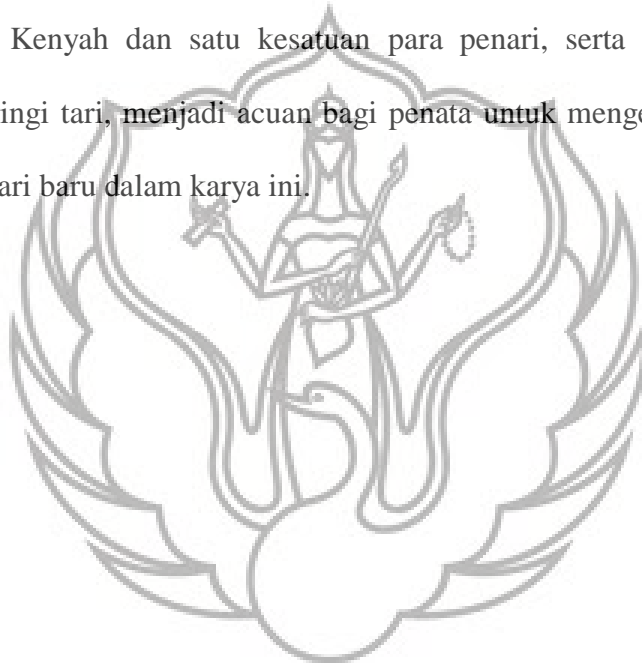 Kenyah dan satu kesatuan para penari, serta
ingi tari, menjadi acuan bagi penata untuk menge
ari baru dalam karya ini.